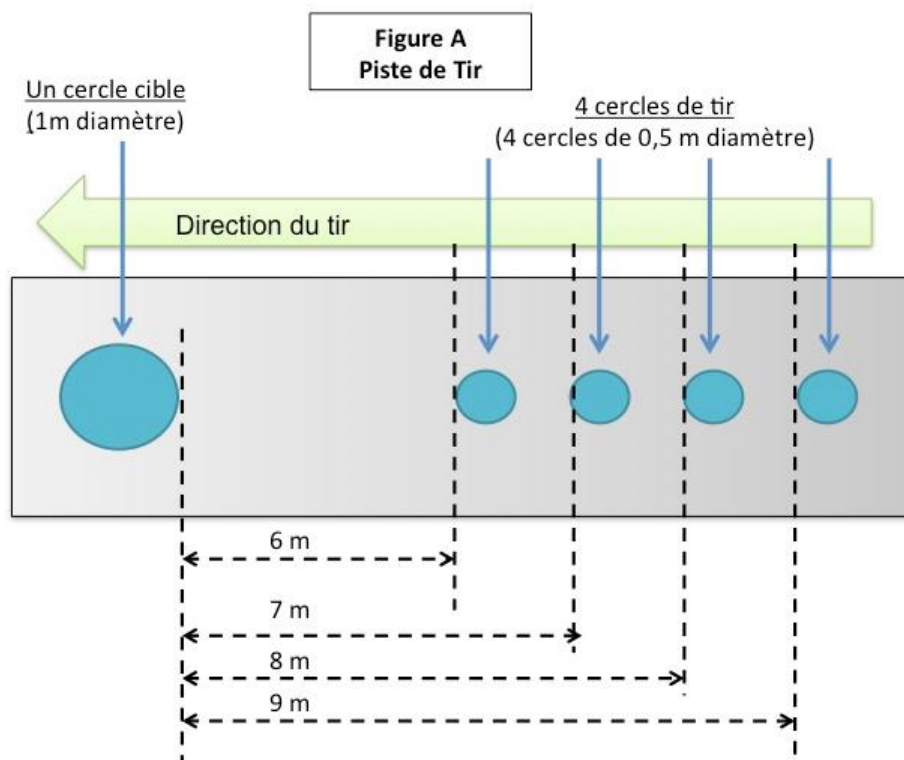 Figure A
Piste de Tir
Un cercle cible
(1m diamètre)
4 cercles de tir
(4 cercles de 0,5 m diamètre)
Direction du tir
6 m
7 m
8 m
9 m